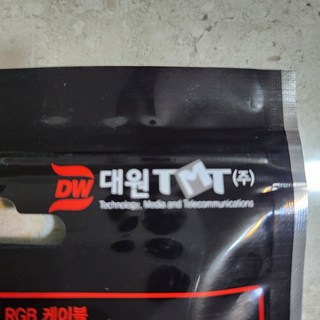 DW 대원TMT(주)
Technology, Media and Telecommunications
RGB 케이블